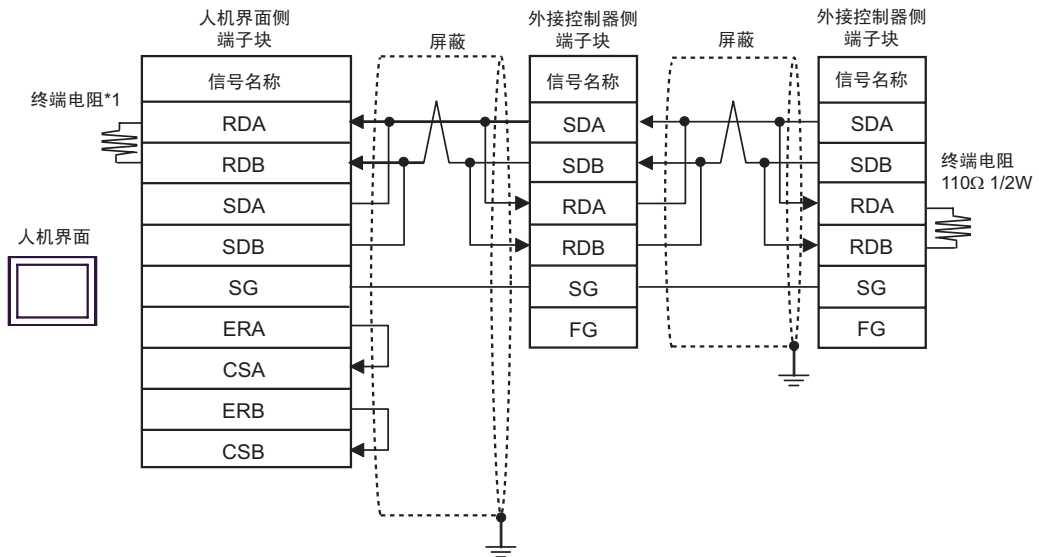 人机界面侧
端子块
信号名称
RDA
RDB
SDA
SDB
SG
ERA
CSA
ERB
CSB
终端电阻*1
人机界面
屏蔽
外接控制器侧
端子块
信号名称
SDA
SDB
RDA
RDB
SG
FG
屏蔽
外接控制器侧
端子块
信号名称
SDA
SDB
RDA
RDB
SG
FG
终端电阻
110Ω 1/2W